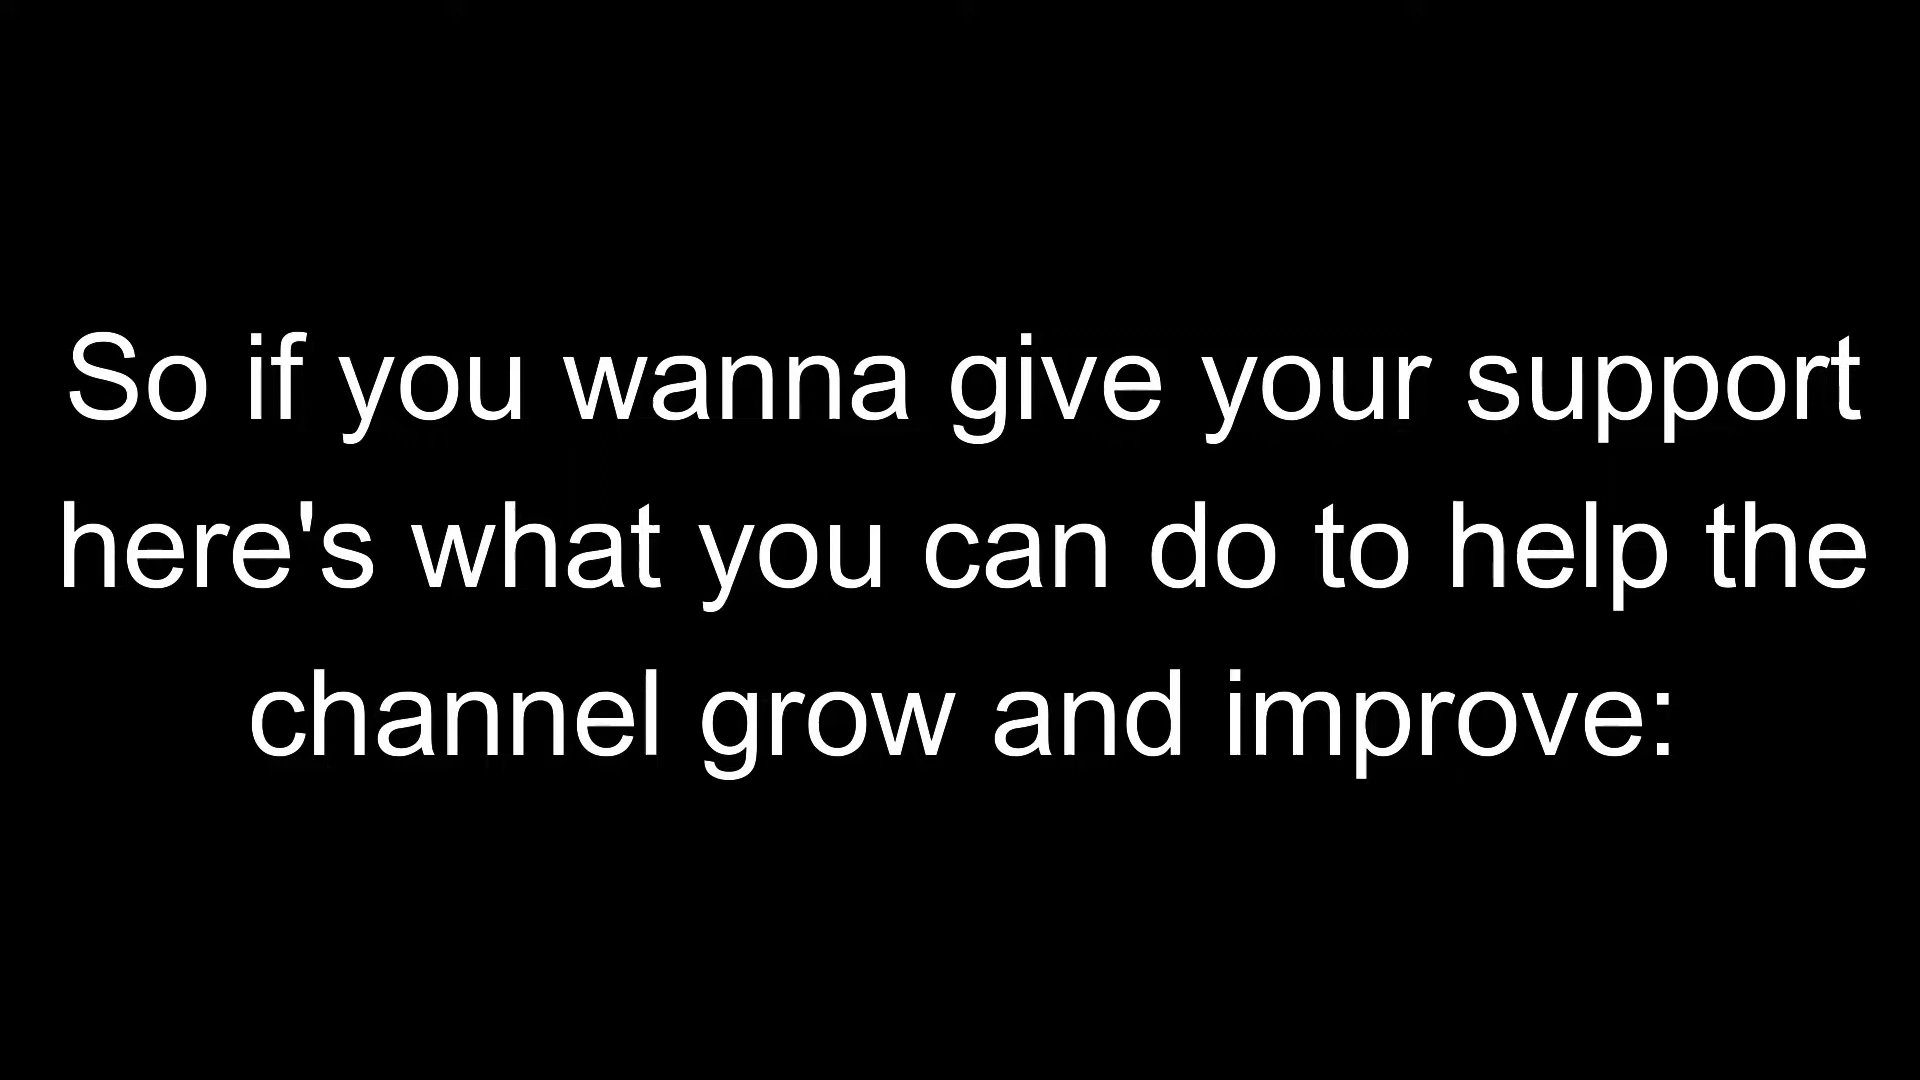 So if you wanna give your support
here's what you can do to help the
channel grow and improve: